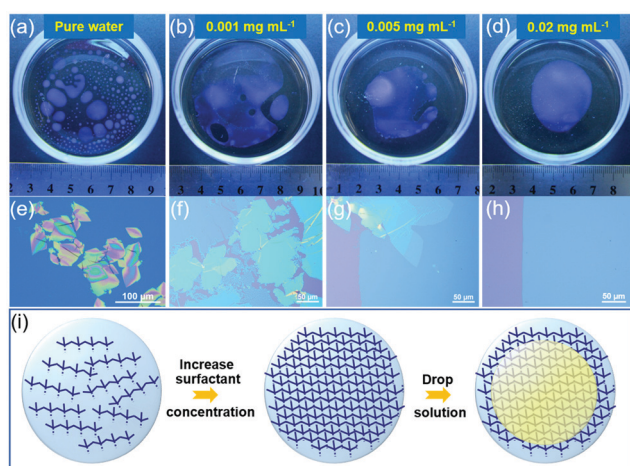 (a) Pure water
(b) 0.001 mg mL⁻¹
(c) 0.005 mg mL⁻¹
(d) 0.02 mg mL⁻¹
2 3 4 5 6 7 8 9
3 4 5 6 7 8 9 10
1 2 3 4 5 6 7 8
2 3 4 5 6 7 8
(e)
100 μm
(f)
50 μm
(g)
50 μm
(h)
50 μm
(i)
Increase
surfactant
concentration
Drop
solution